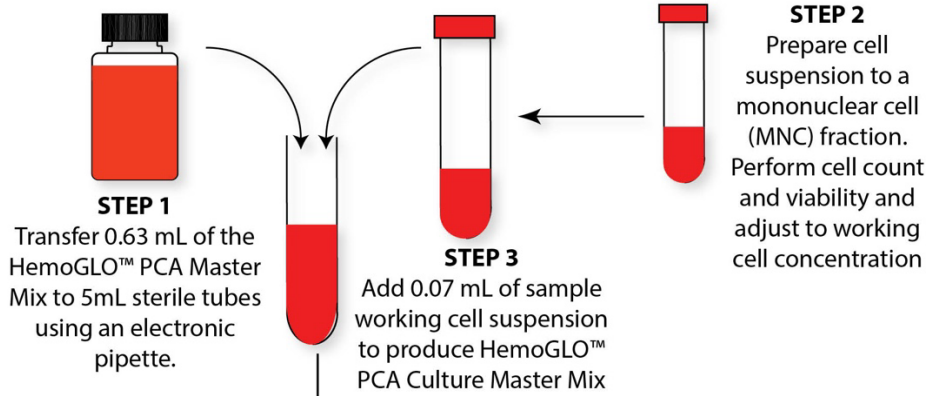 STEP 1
Transfer 0.63 mL of the
HemoGLO™ PCA Master
Mix to 5mL sterile tubes
using an electronic
pipette.
STEP 2
Prepare cell
suspension to a
mononuclear cell
(MNC) fraction.
Perform cell count
and viability and
adjust to working
cell concentration
STEP 3
Add 0.07 mL of sample
working cell suspension
to produce HemoGLO™
PCA Culture Master Mix